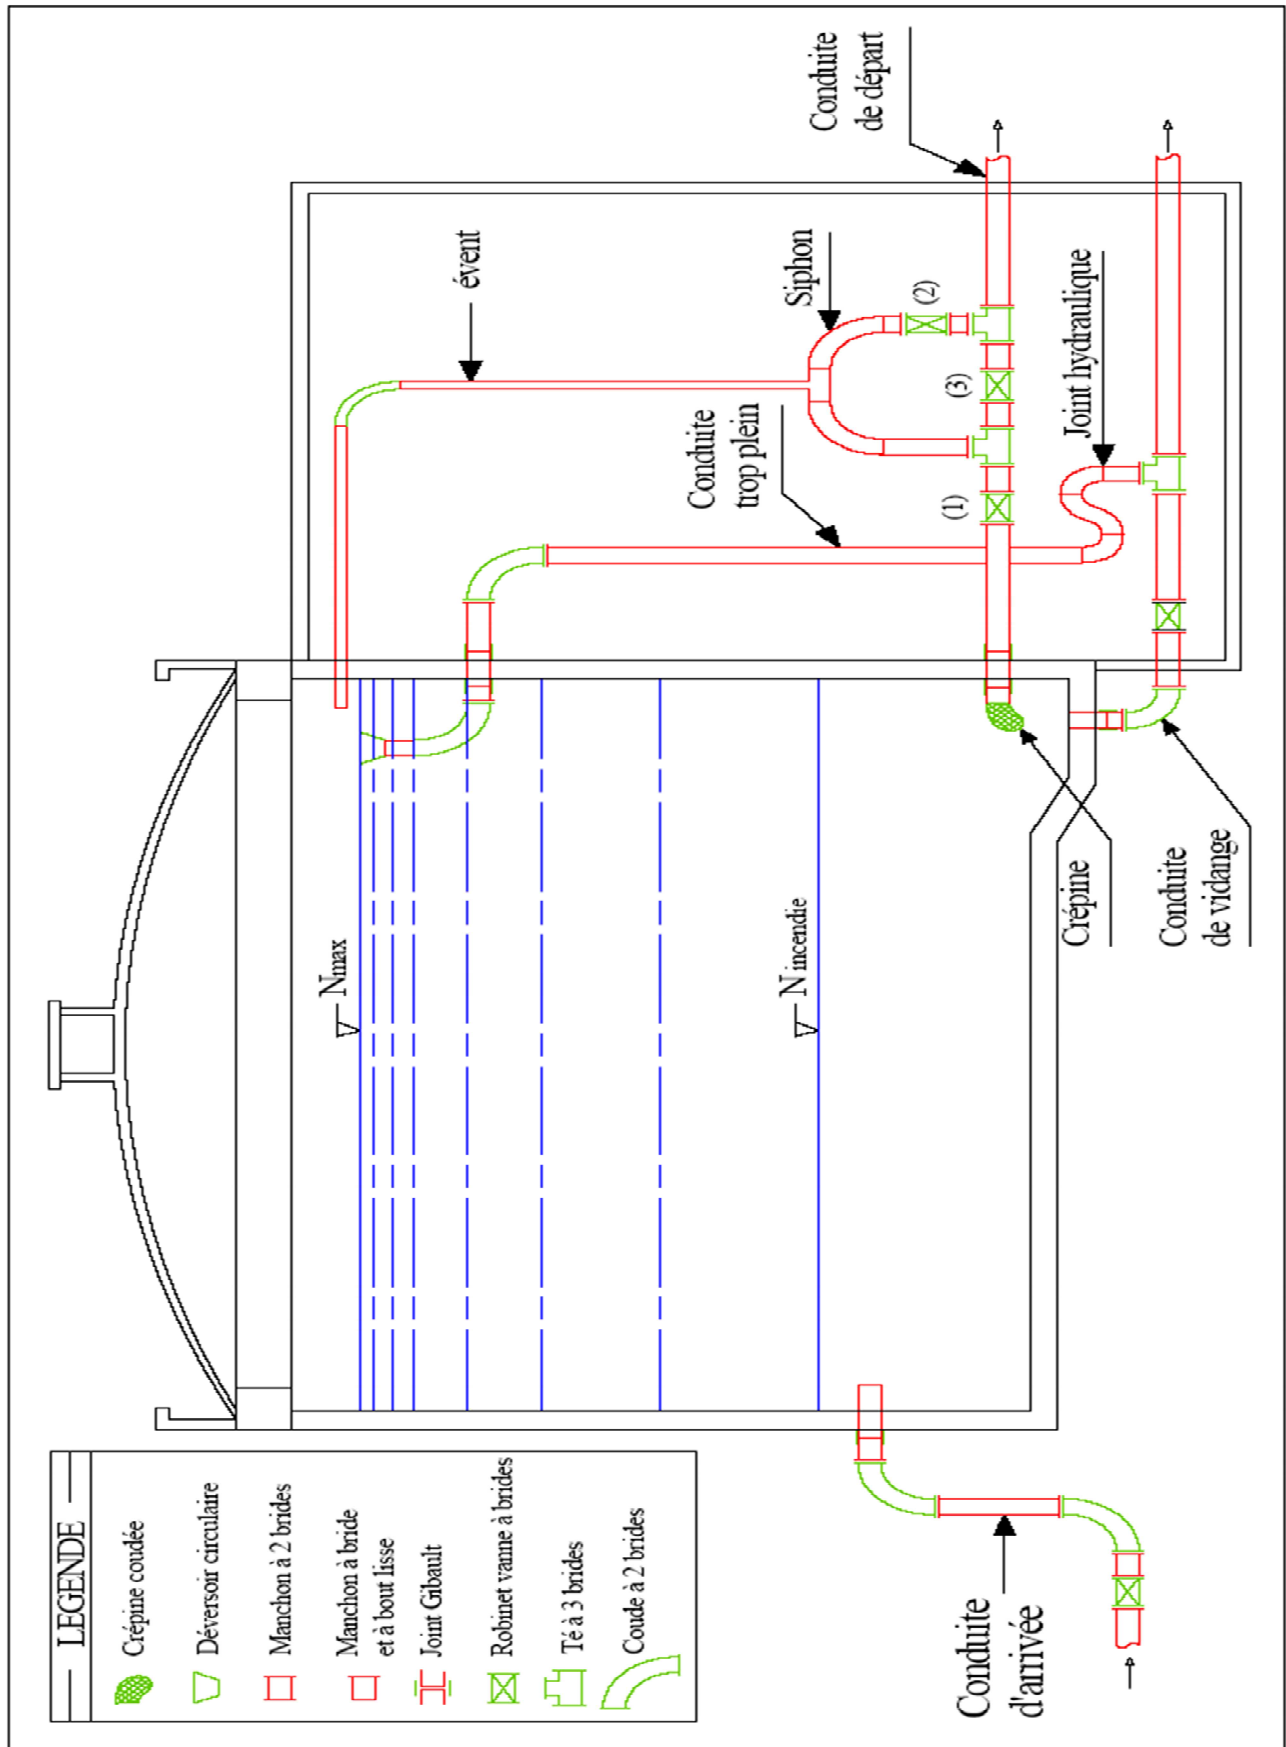 LEGENDE
Crépine coudée
Déversoir circulaire
Manchon à 2 brides
Manchon à bride
et à bout lisse
Joint Gibault
Robinet vanne à brides
Té à 3 brides
Coude à 2 brides
Conduite
d'arrivée
Nmax
N incendie
Crépine
Conduite
de vidange
évent
Conduite
trop plein
Siphon
(1)
(3)
(2)
Joint hydraulique
Conduite
de départ